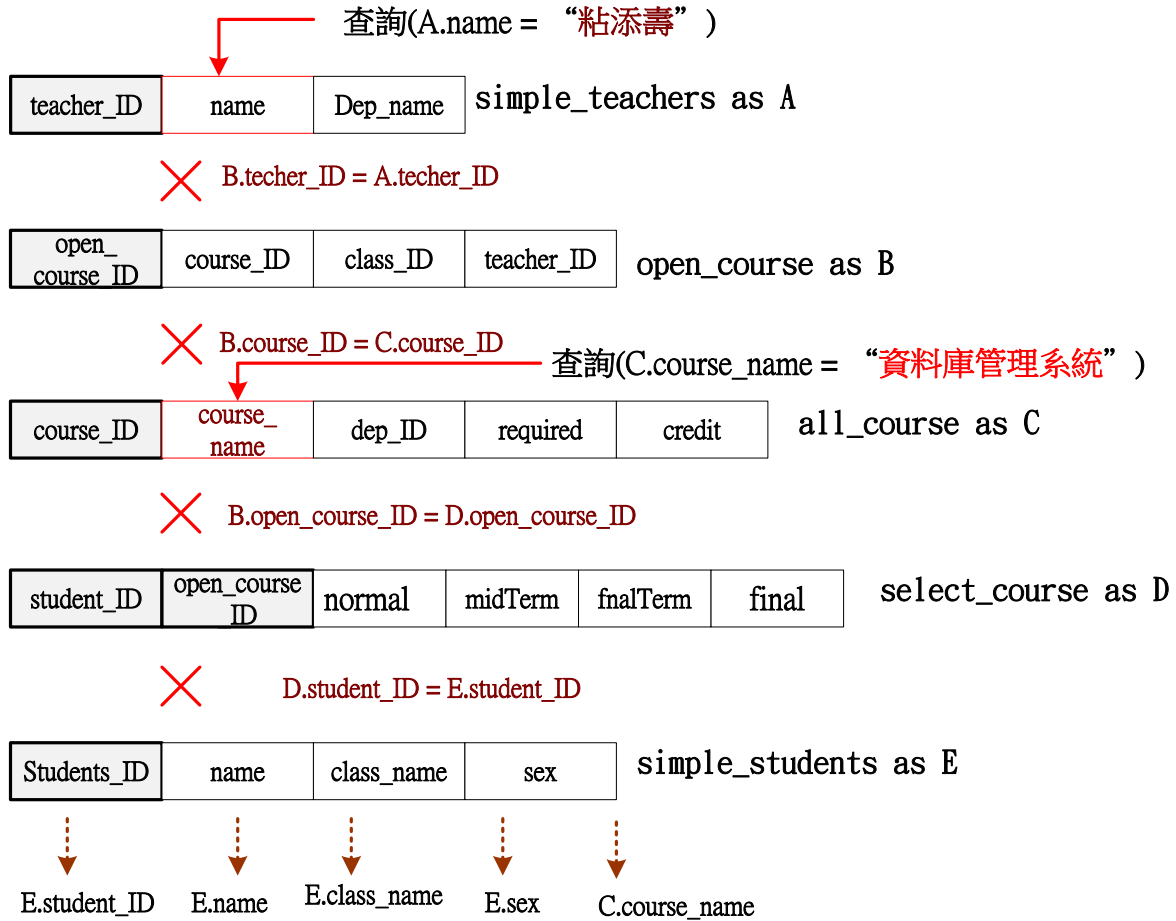 查詢(A.name = “粘添壽” )
teacher_ID name Dep_name simple_teachers as A
B.techer_ID = A.techer_ID
open_
course_ID course_ID class_ID teacher_ID open_course as B
B.course_ID = C.course_ID
查詢(C.course_name = “資料庫管理系統” )
course_ID course_
name dep_ID required credit all_course as C
B.open_course_ID = D.open_course_ID
student_ID open_course
_ID normal midTerm fnalTerm final select_course as D
D.student_ID = E.student_ID
Students_ID name class_name sex simple_students as E
E.student_ID E.name E.class_name E.sex C.course_name